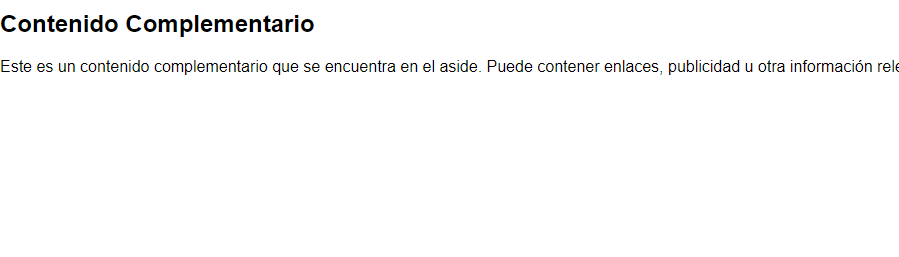 Contenido Complementario
Este es un contenido complementario que se encuentra en el aside. Puede contener enlaces, publicidad u otra información